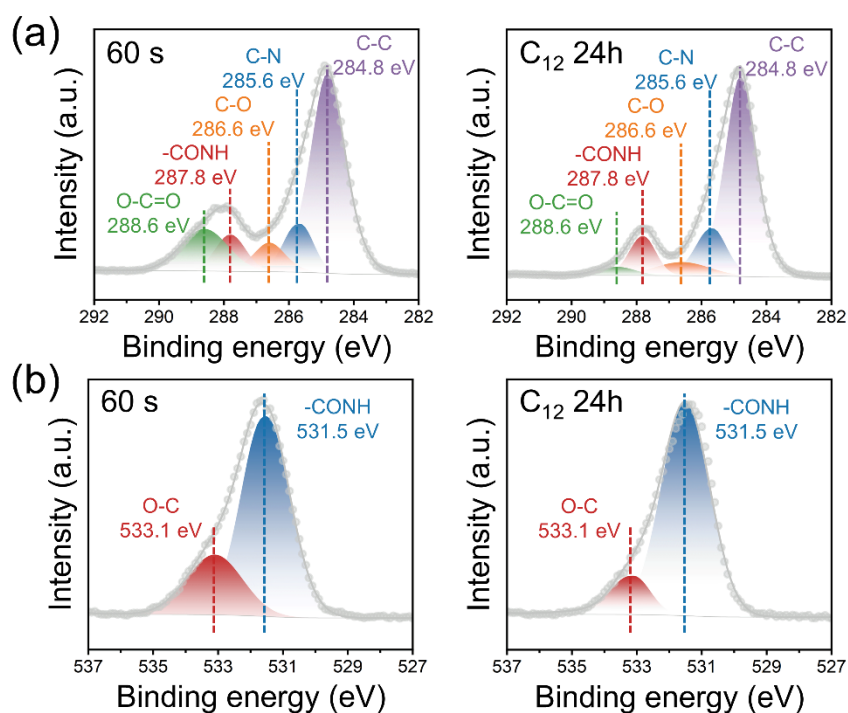 (a)
60 s
C-C
284.8 eV
C-N
285.6 eV
C-O
286.6 eV
-CONH
287.8 eV
O-C=O
288.6 eV
Intensity (a.u.)
292 290 288 286 284 282
Binding energy (eV)
C₁₂ 24h
C-C
284.8 eV
C-N
285.6 eV
C-O
286.6 eV
-CONH
287.8 eV
O-C=O
288.6 eV
Intensity (a.u.)
292 290 288 286 284 282
Binding energy (eV)
(b)
60 s
-CONH
531.5 eV
O-C
533.1 eV
Intensity (a.u.)
537 535 533 531 529 527
Binding energy (eV)
C₁₂ 24h
-CONH
531.5 eV
O-C
533.1 eV
Intensity (a.u.)
537 535 533 531 529 527
Binding energy (eV)